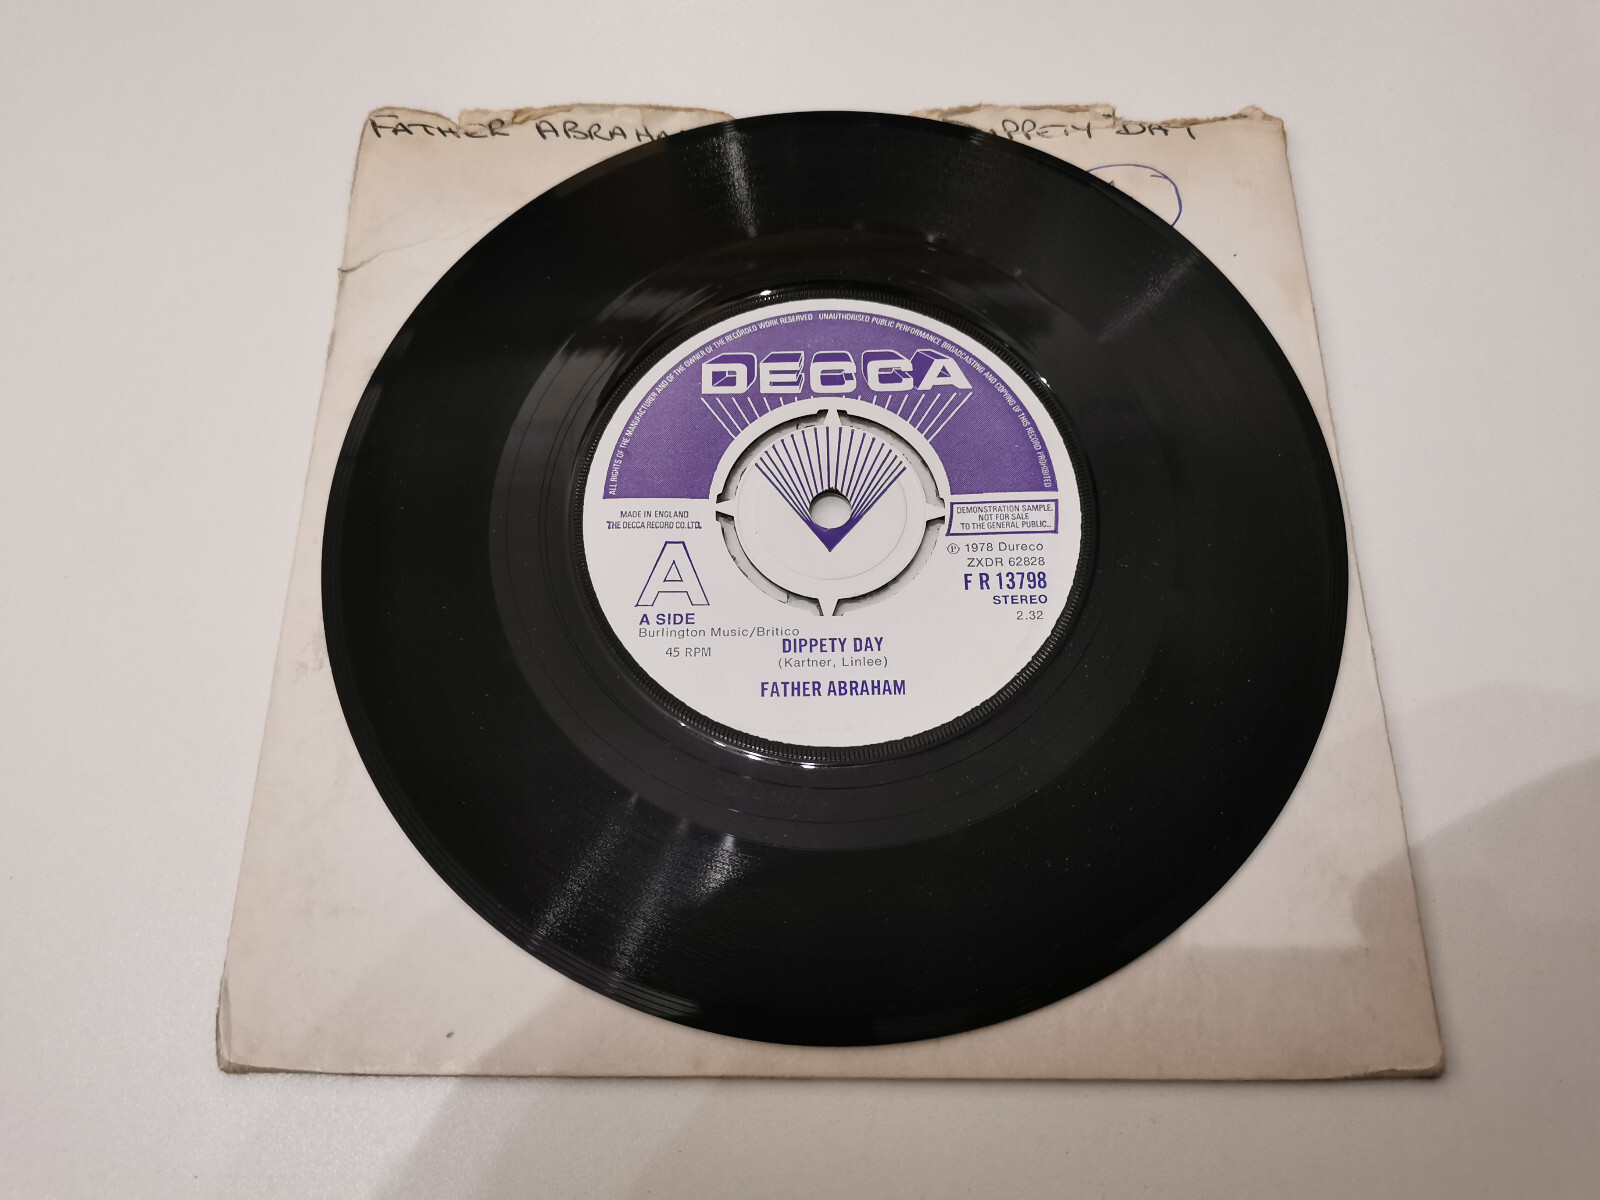 FATHER ABRAHA
PPETY DAY
ALL RIGHTS OF THE MANUFACTURER AND OF THE OWNER OF THE RECORDED WORK RESERVED UNAUTHORISED PUBLIC PERFORMANCE BROADCASTING AND COPYING OF THIS RECORD PROHIBITED
DECCA
MADE IN ENGLAND
THE DECCA RECORD CO. LTD.
DEMONSTRATION SAMPLE,
NOT FOR SALE
TO THE GENERAL PUBLIC..
A
A SIDE
Burlington Music/Britico
45 RPM
℗ 1978 Dureco
ZXDR 62828
F R 13798
STEREO
2.32
DIPPETY DAY
(Kartner, Linlee)
FATHER ABRAHAM